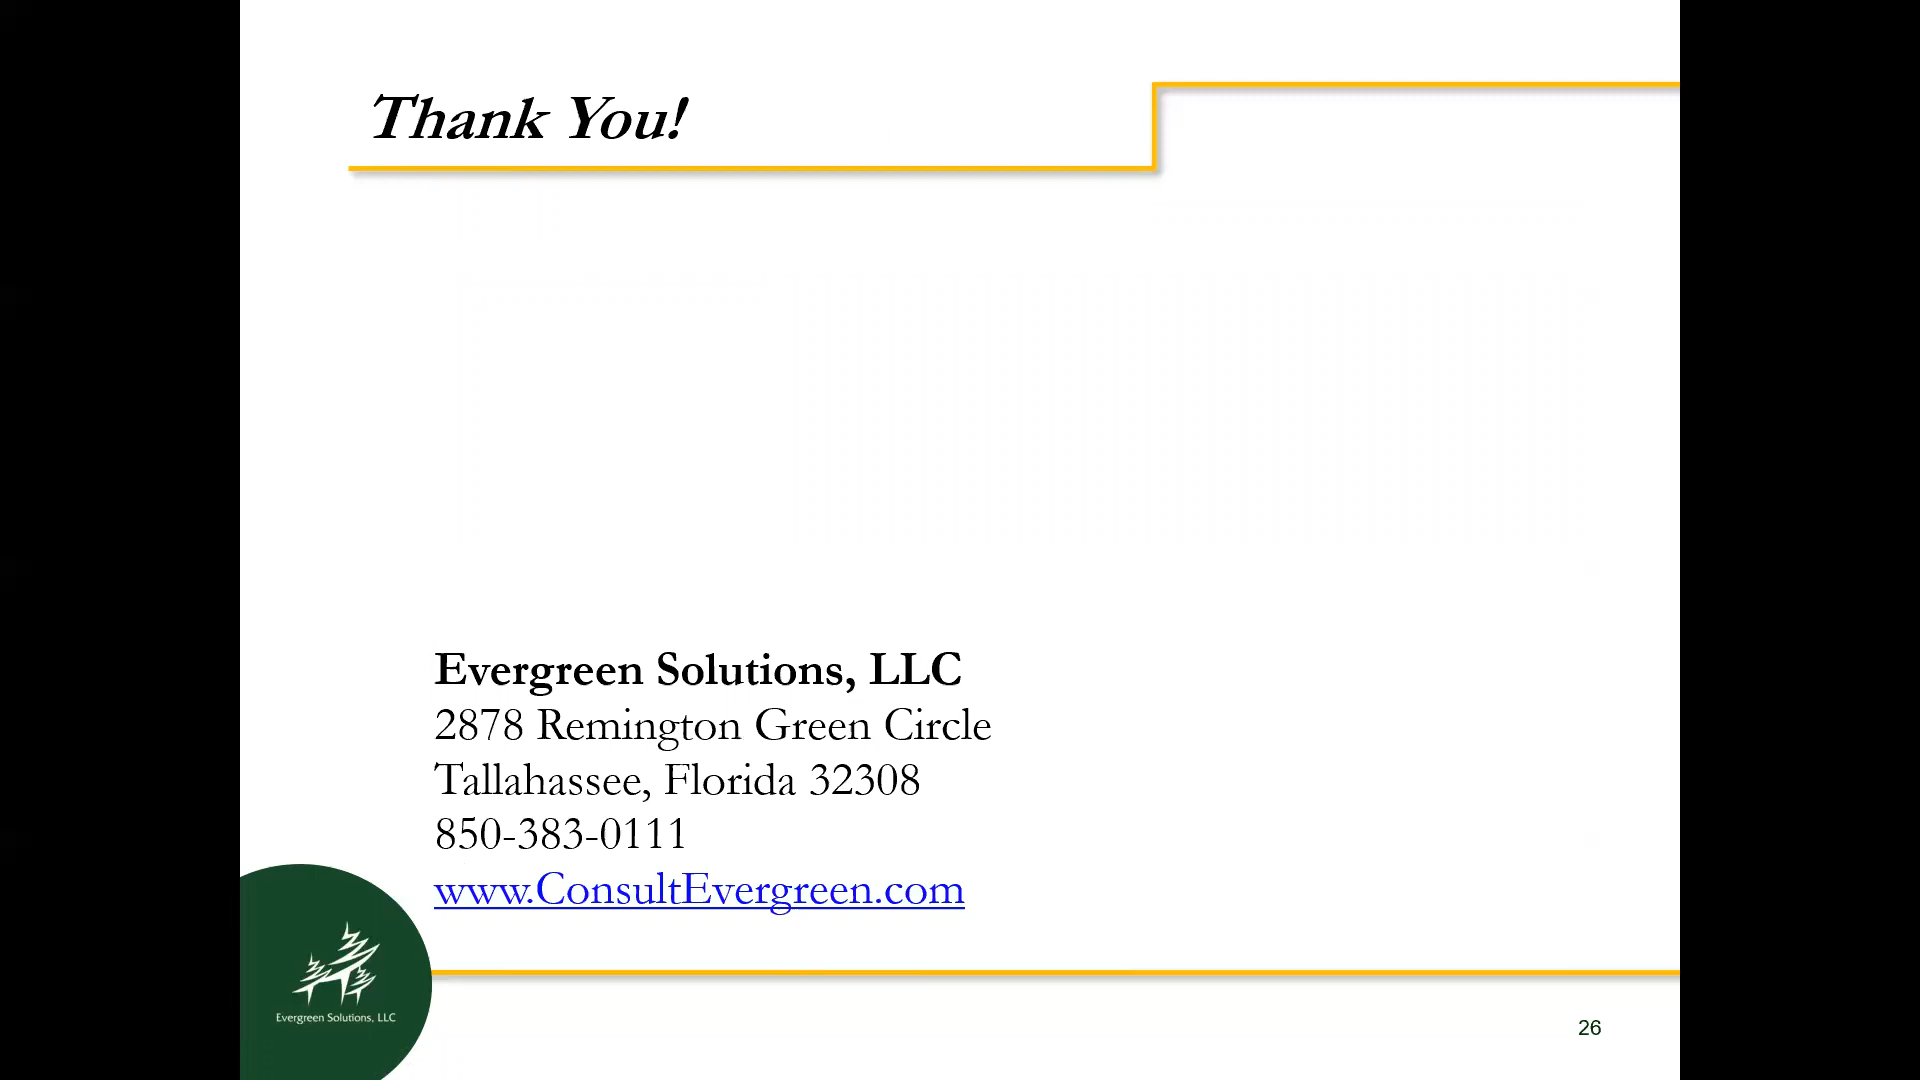 Thank You!
Evergreen Solutions, LLC
2878 Remington Green Circle
Tallahassee, Florida 32308
850-383-0111
www.ConsultEvergreen.com
Evergreen Solutions, LLC
26